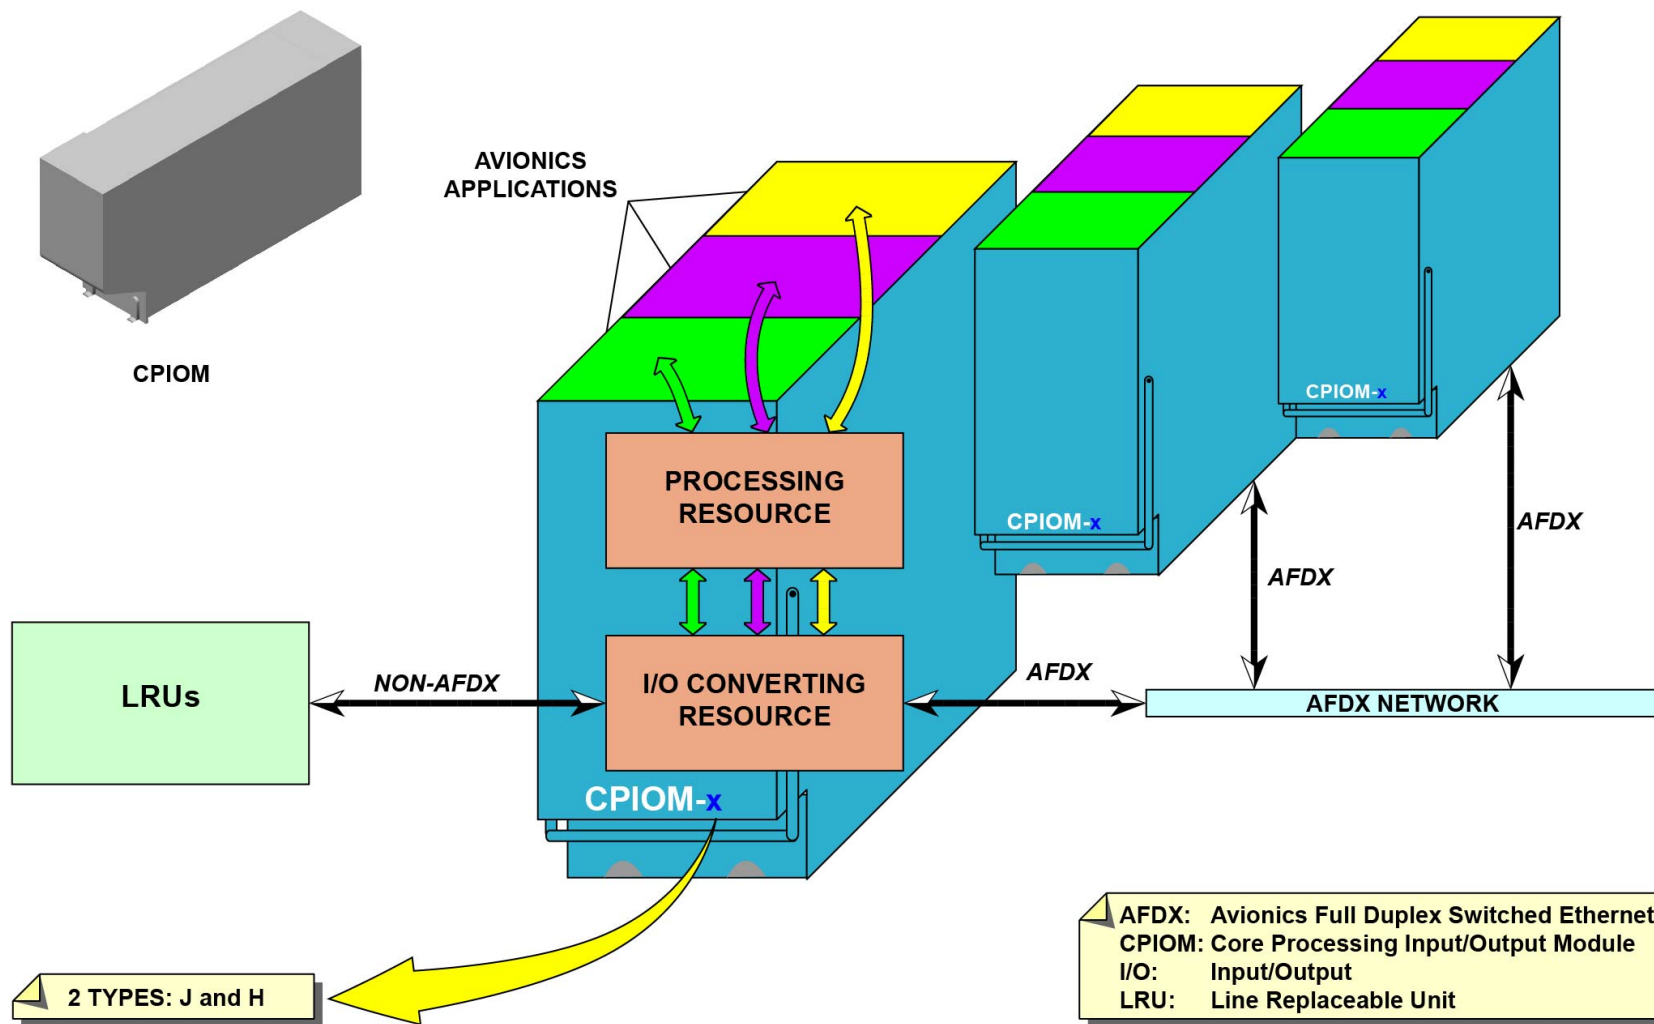 AVIONICS
APPLICATIONS
CPIOM
CPIOM-x
PROCESSING
RESOURCE
CPIOM-x
AFDX
AFDX
LRUs
NON-AFDX
I/O CONVERTING
RESOURCE
AFDX
AFDX NETWORK
CPIOM-x
2 TYPES: J and H
AFDX: Avionics Full Duplex Switched Ethernet
CPIOM: Core Processing Input/Output Module
I/O: Input/Output
LRU: Line Replaceable Unit